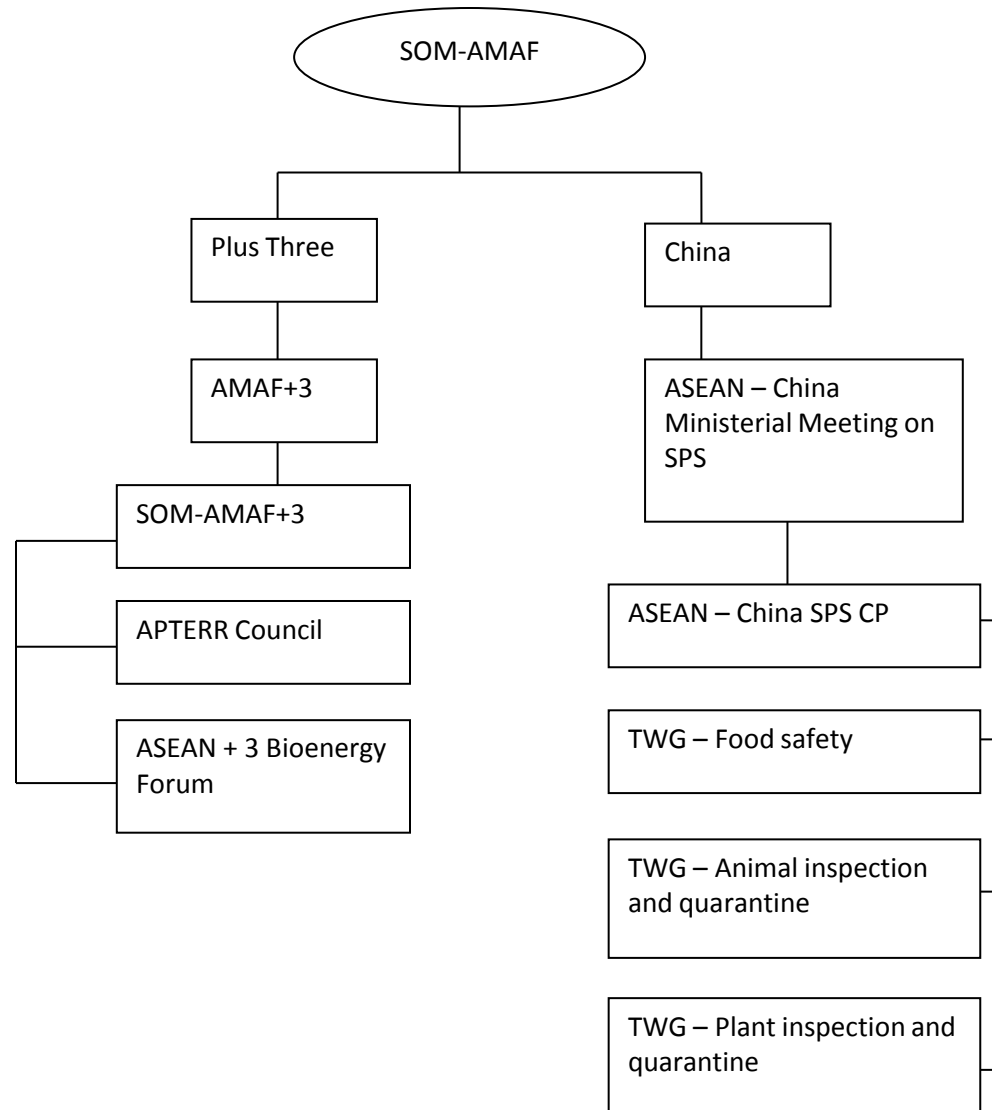 SOM-AMAF
Plus Three
China
AMAF+3
ASEAN – China
Ministerial Meeting on
SPS
SOM-AMAF+3
ASEAN – China SPS CP
APTERR Council
TWG – Food safety
ASEAN + 3 Bioenergy
Forum
TWG – Animal inspection
and quarantine
TWG – Plant inspection and
quarantine